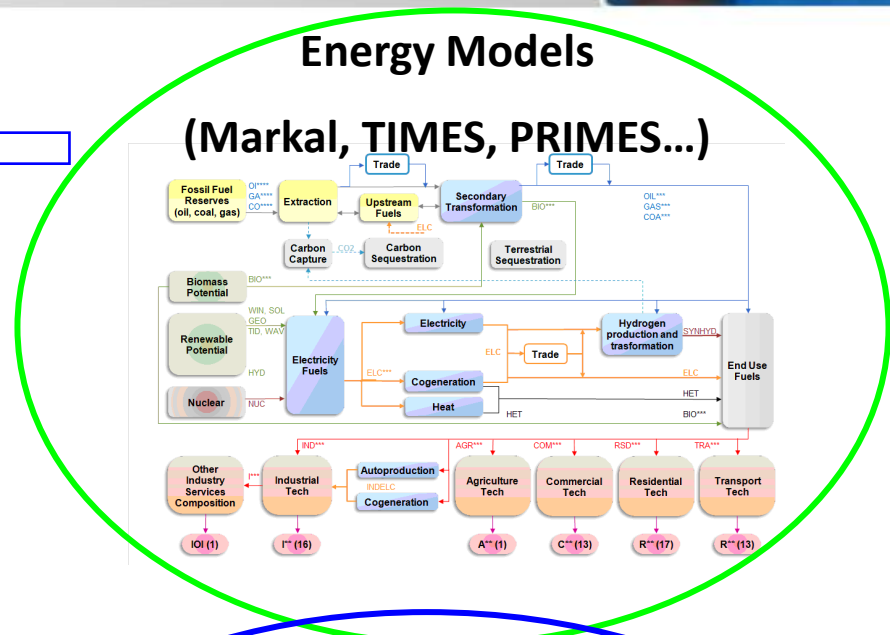 Energy Models
(Markal, TIMES, PRIMES…)
Trade
Trade
Fossil Fuel
Reserves
(oil, coal, gas)
OI****
GA****
CO****
Extraction
Upstream
Fuels
Secondary
Transformation
BIO***
OIL***
GAS***
COA***
ELC
Carbon
Capture
CO2
Carbon
Sequestration
Terrestrial
Sequestration
Biomass
Potential
BIO***
Renewable
Potential
WIN, SOL
GEO
TID, WAV
HYD
Nuclear
NUC
Electricity
Fuels
ELC***
Electricity
Cogeneration
Heat
ELC
Trade
HET
Hydrogen
production and
trasformation
SYNHYD
ELC
HET
BIO***
End Use
Fuels
IND***
AGR***
COM***
RSD***
TRA***
Other
Industry
Services
Composition
I***
Industrial
Tech
Autoproduction
INDELC
Cogeneration
Agriculture
Tech
Commercial
Tech
Residential
Tech
Transport
Tech
IOI (1)
I** (16)
A** (1)
C** (13)
R** (17)
R** (13)